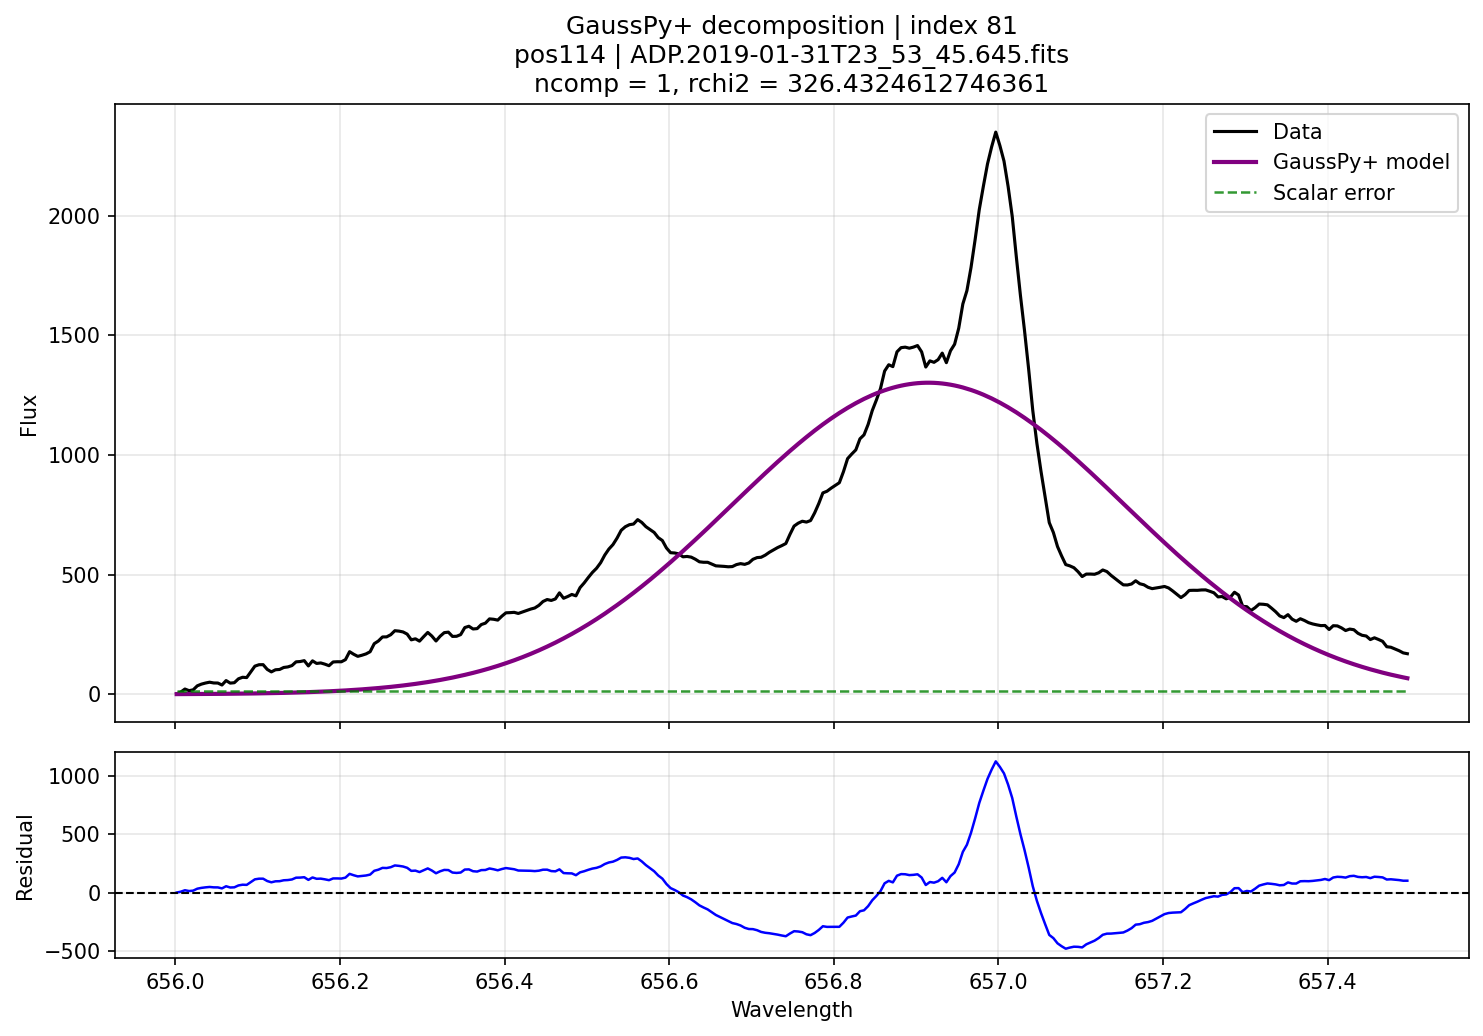 GaussPy+ decomposition | index 81
pos114 | ADP.2019-01-31T23_53_45.645.fits
ncomp = 1, rchi2 = 326.4324612746361
Data
GaussPy+ model
Scalar error
Flux
2000
1500
1000
500
0
Residual
1000
500
0
−500
656.0 656.2 656.4 656.6 656.8 657.0 657.2 657.4
Wavelength